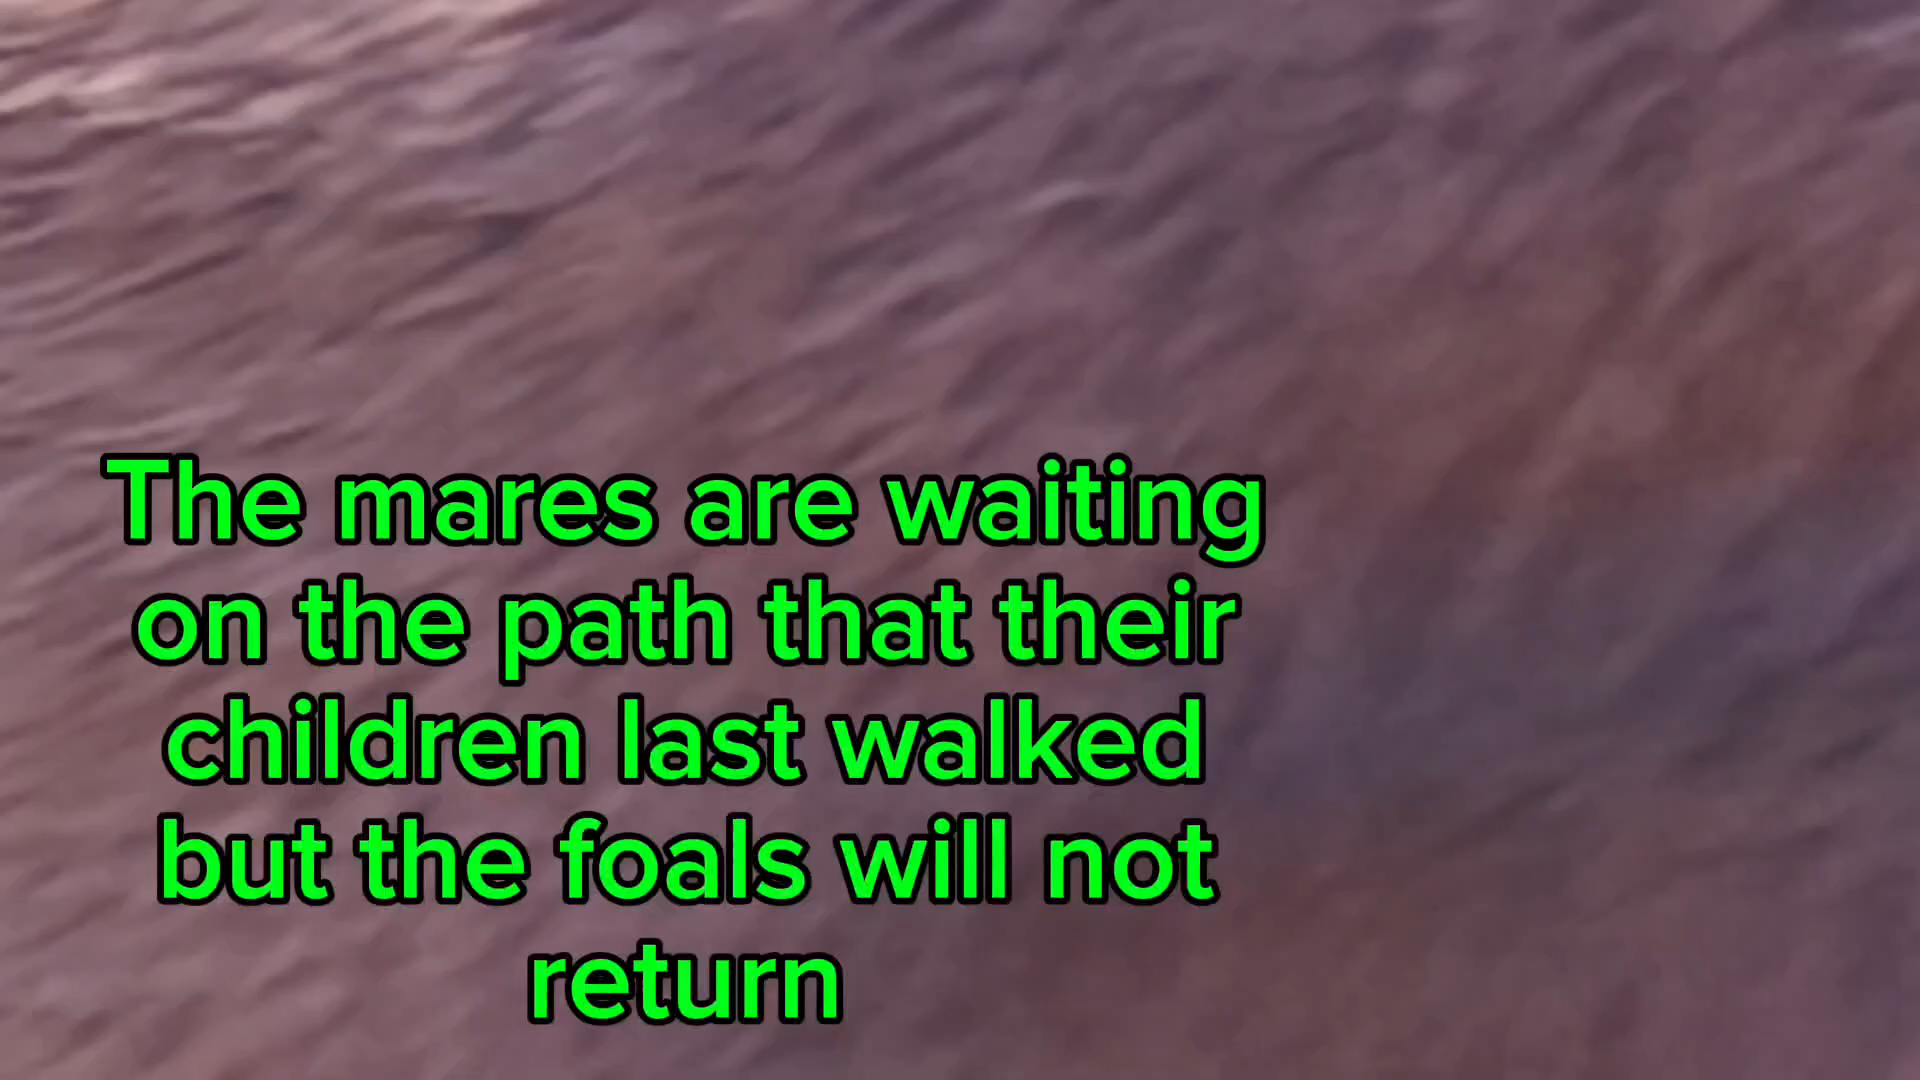 The mares are waiting
on the path that their
children last walked
but the foals will not
return